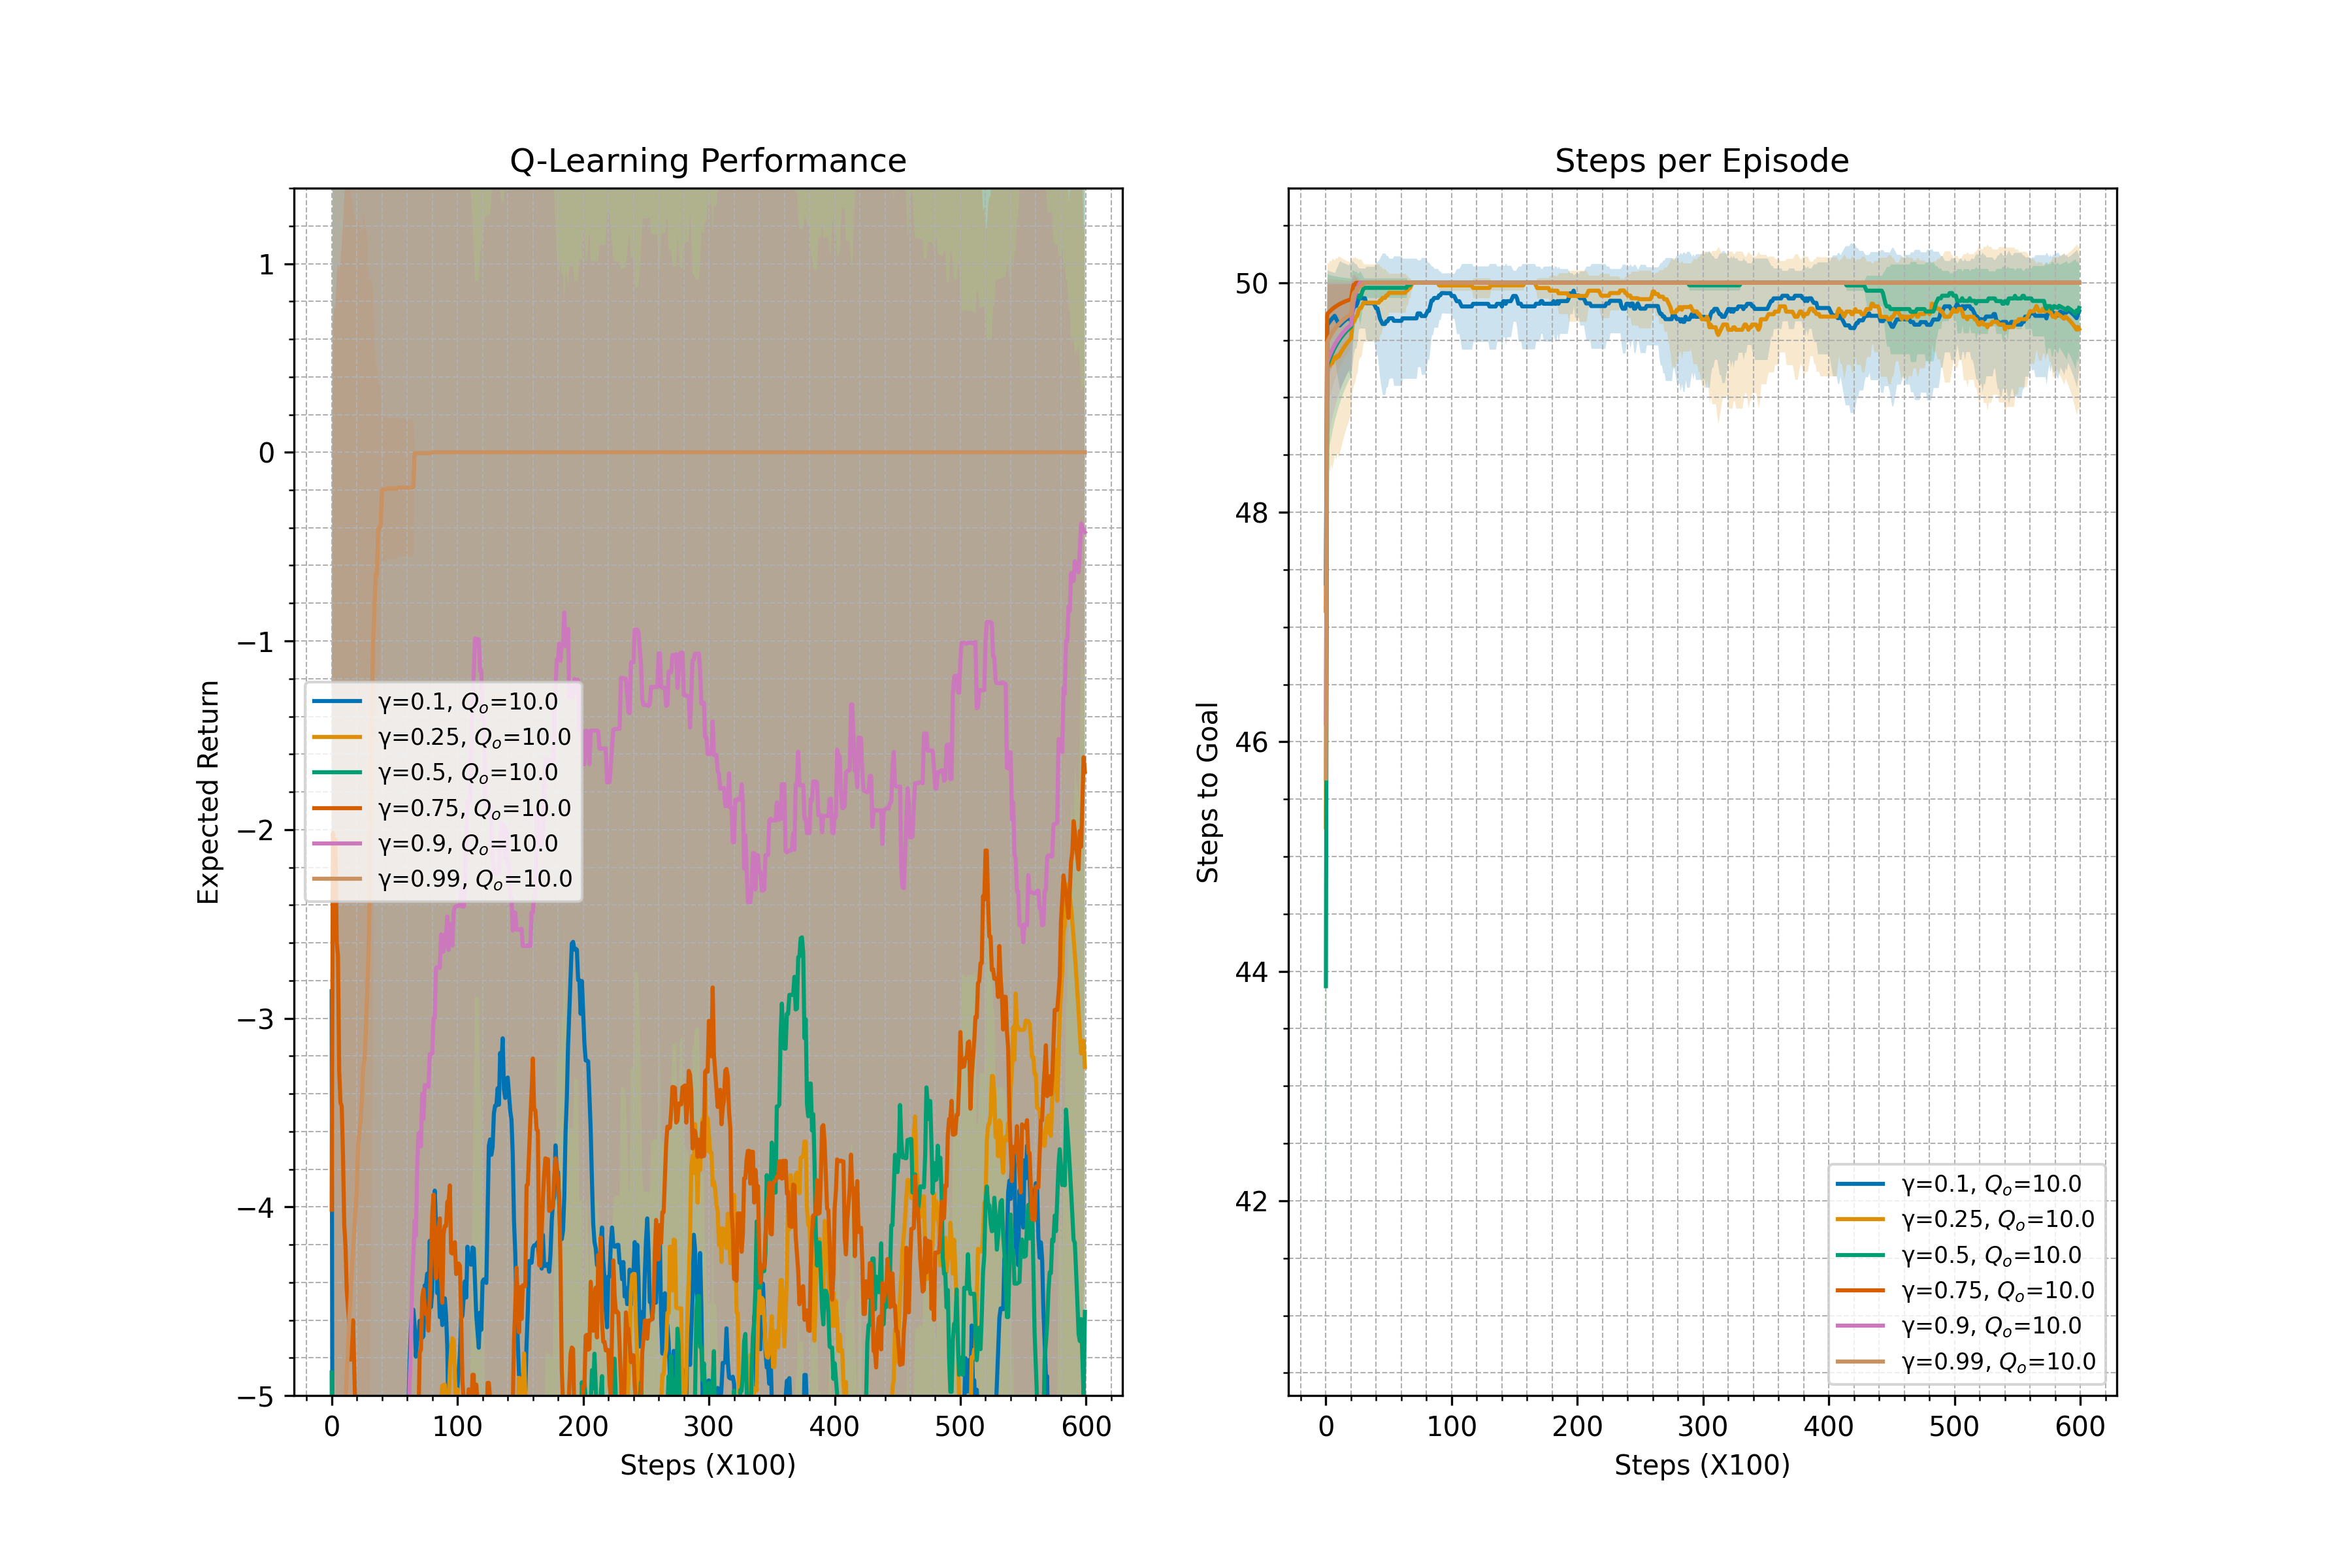 Q-Learning Performance
Expected Return
1
0
−1
−2
−3
−4
−5
γ=0.1, Qo=10.0
γ=0.25, Qo=10.0
γ=0.5, Qo=10.0
γ=0.75, Qo=10.0
γ=0.9, Qo=10.0
γ=0.99, Qo=10.0
0 100 200 300 400 500 600
Steps (X100)
Steps per Episode
Steps to Goal
50
48
46
44
42
γ=0.1, Qo=10.0
γ=0.25, Qo=10.0
γ=0.5, Qo=10.0
γ=0.75, Qo=10.0
γ=0.9, Qo=10.0
γ=0.99, Qo=10.0
0 100 200 300 400 500 600
Steps (X100)